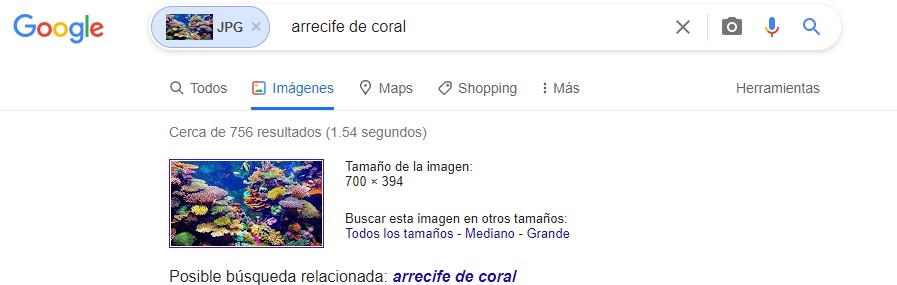 Google JPG × arrecife de coral
Todos Imágenes Maps Shopping Más Herramientas
Cerca de 756 resultados (1.54 segundos)
Tamaño de la imagen:
700 × 394
Buscar esta imagen en otros tamaños:
Todos los tamaños - Mediano - Grande
Posible búsqueda relacionada: arrecife de coral